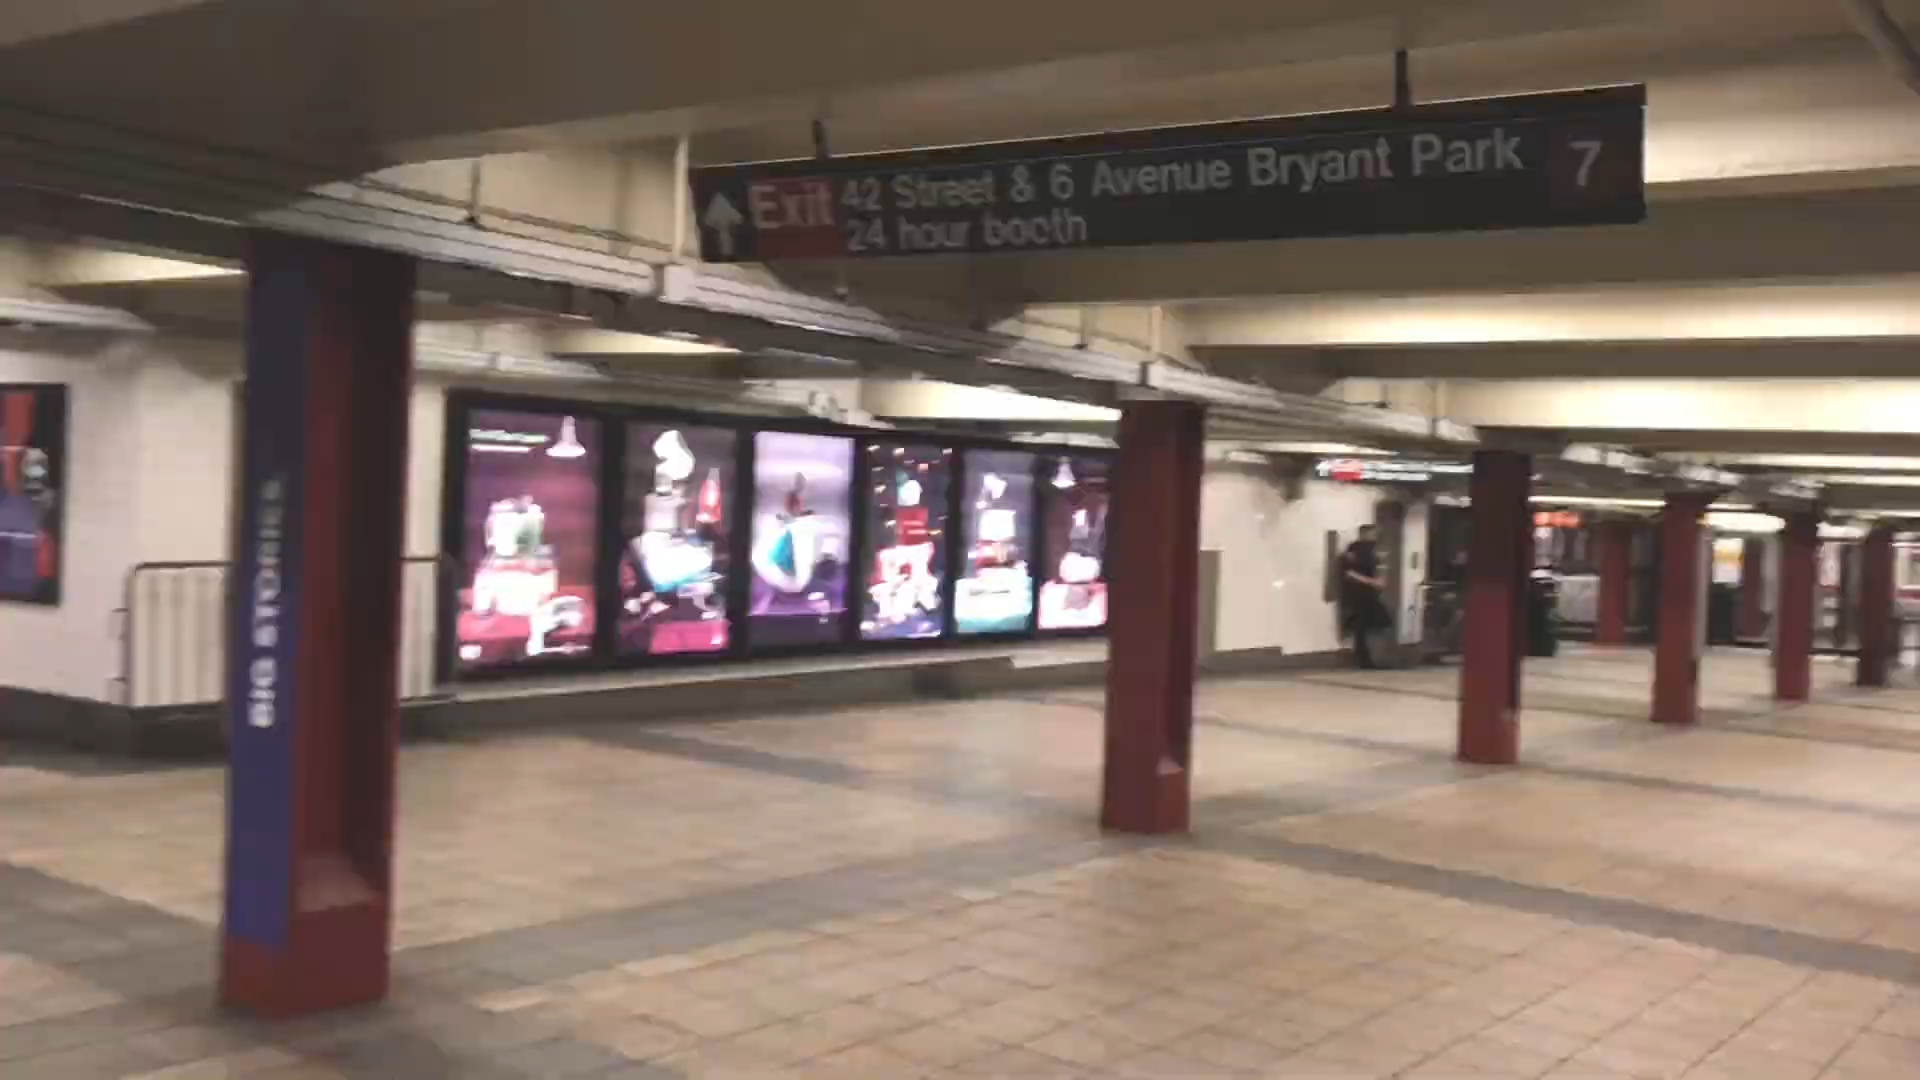 Exit 42 Street & 6 Avenue Bryant Park 7
24 hour booth
BIG STORIES